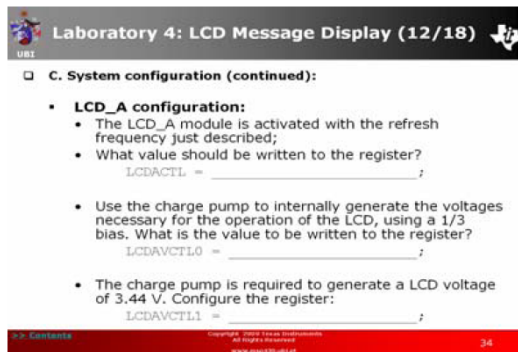 Laboratory 4: LCD Message Display (12/18)
UBI
C. System configuration (continued):
LCD_A configuration:
The LCD_A module is activated with the refresh
frequency just described;
What value should be written to the register?
LCDACTL = ____________________;
Use the charge pump to internally generate the voltages
necessary for the operation of the LCD, using a 1/3
bias. What is the value to be written to the register?
LCDAVCTL0 = __________________;
The charge pump is required to generate a LCD voltage
of 3.44 V. Configure the register:
LCDAVCTL1 = __________________;
>> Contents
Copyright 2009 Texas Instruments
All Rights Reserved
34